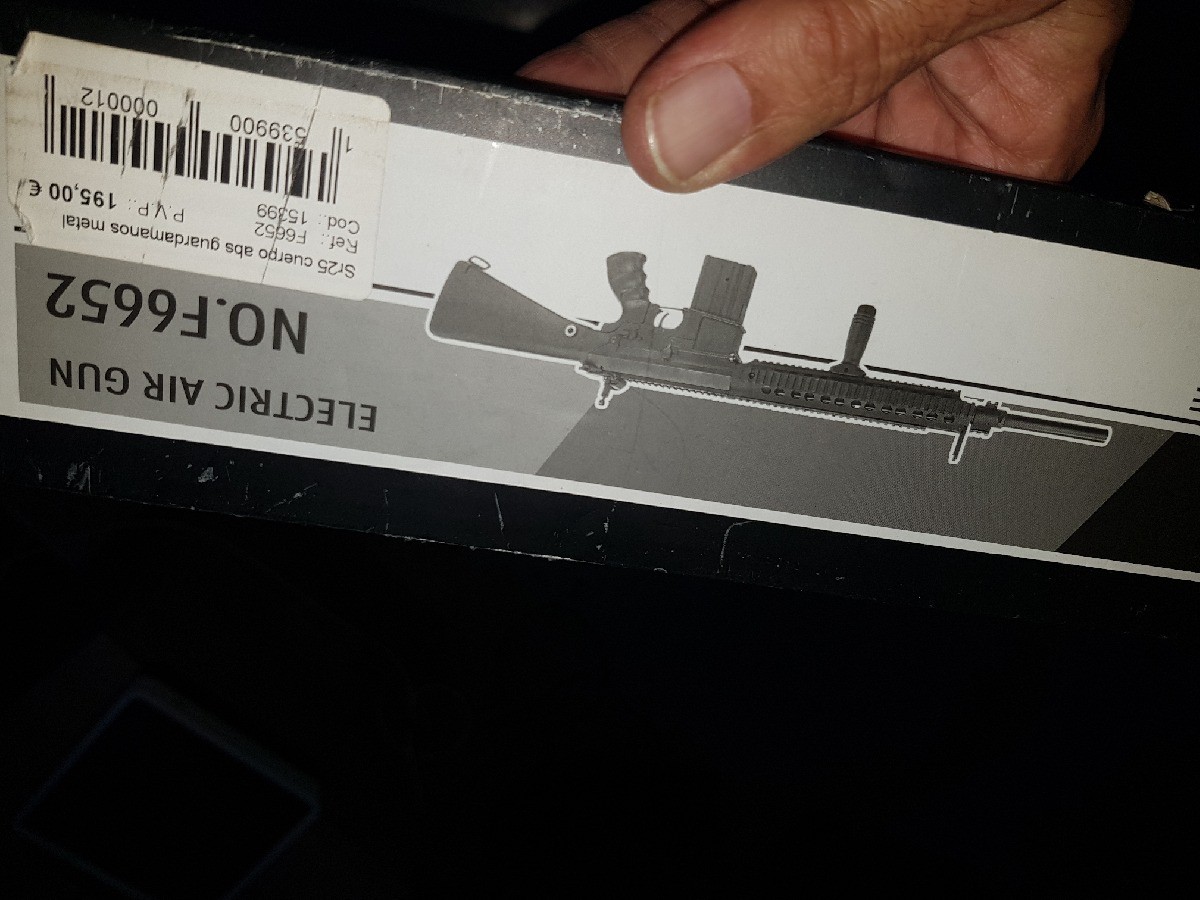 Sr25 cuerpo abs guardamanos metal
Ref.: F6652
Cod.: 15399 P.V.P.: 195,00 €
1 539900 000012
ELECTRIC AIR GUN
NO.F6652